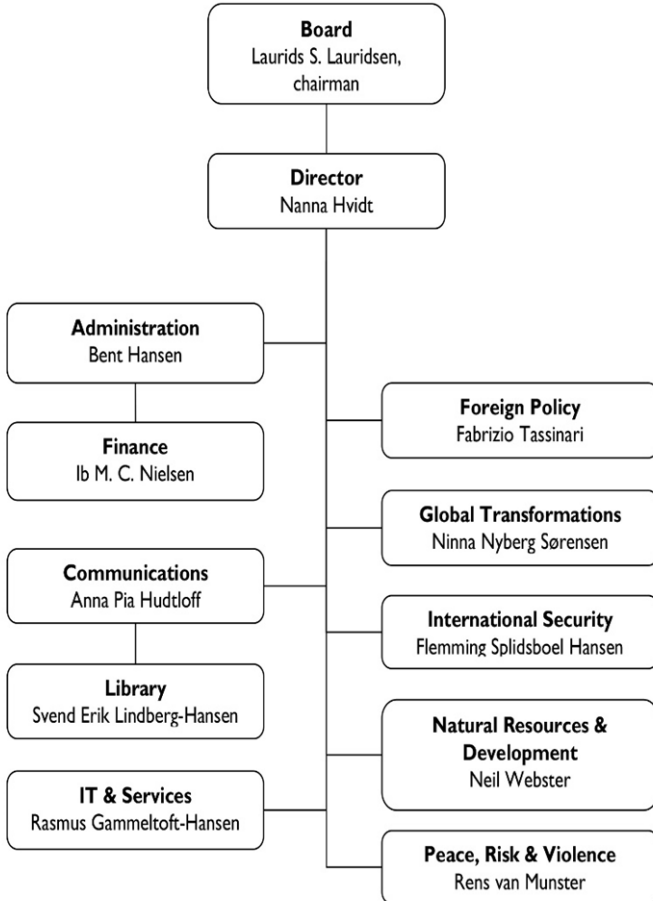 Board
Laurids S. Lauridsen,
chairman
Director
Nanna Hvidt
Administration
Bent Hansen
Finance
Ib M. C. Nielsen
Communications
Anna Pia Hudtloff
Library
Svend Erik Lindberg-Hansen
IT & Services
Rasmus Gammeltoft-Hansen
Foreign Policy
Fabrizio Tassinari
Global Transformations
Ninna Nyberg Sørensen
International Security
Flemming Splidsboel Hansen
Natural Resources &
Development
Neil Webster
Peace, Risk & Violence
Rens van Munster